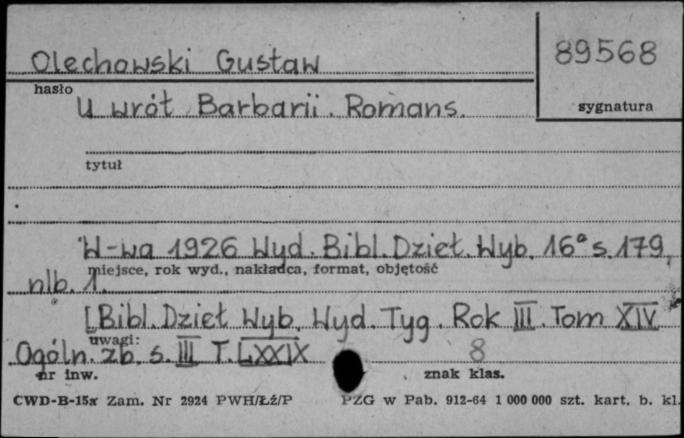 Olechowski Gustaw
89568
hasło
U wrót Barbarii. Romans.
sygnatura
tytuł
W-wa 1926 Wyd. Bibl. Dzieł. Wyb. 16° s. 179,
miejsce, rok wyd., nakładca, format, objętość
nlb. 1.
[Bibl. Dzieł Wyb. Wyd. Tyg. Rok III. Tom XIV
uwagi:
Ogóln. zb. s. III T. LXXIX
8
nr inw.
znak klas.
CWD-B-15a Zam. Nr 2924 PWH/Łź/P
PZG w Pab. 912-64 1 000 000 szt. kart. b. kl.